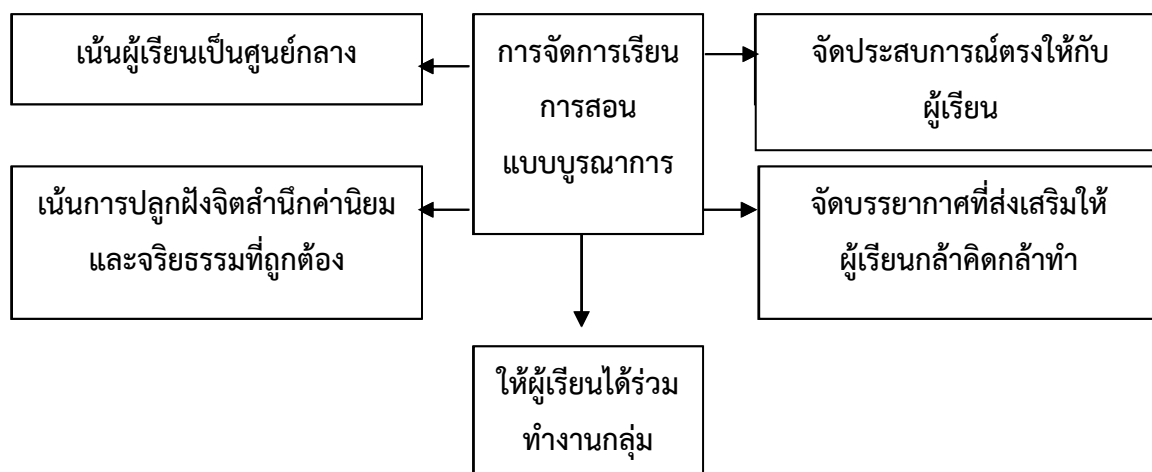 เน้นผู้เรียนเป็นศูนย์กลาง
การจัดการเรียน
การสอน
แบบบูรณาการ
จัดประสบการณ์ตรงให้กับ
ผู้เรียน
เน้นการปลูกฝังจิตสำนึกค่านิยม
และจริยธรรมที่ถูกต้อง
จัดบรรยากาศที่ส่งเสริมให้
ผู้เรียนกล้าคิดกล้าทำ
ให้ผู้เรียนได้ร่วม
ทำงานกลุ่ม